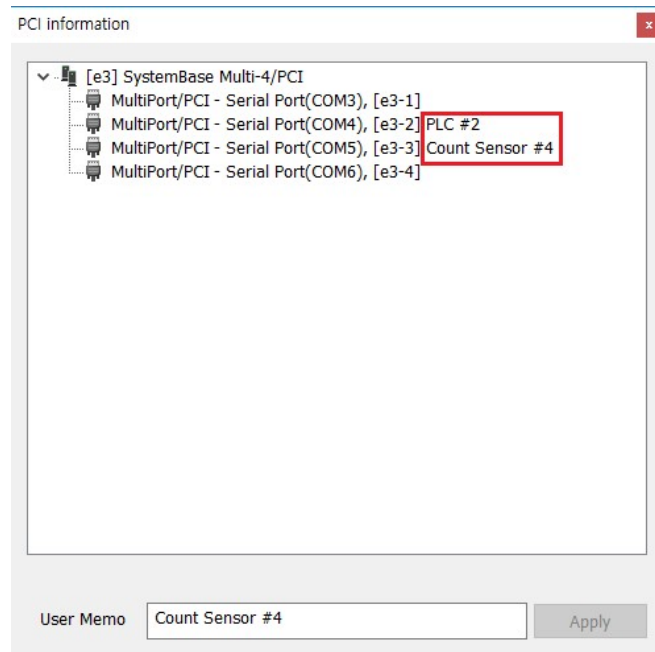 PCI information
x
[e3] SystemBase Multi-4/PCI
MultiPort/PCI - Serial Port(COM3), [e3-1]
MultiPort/PCI - Serial Port(COM4), [e3-2] PLC #2
MultiPort/PCI - Serial Port(COM5), [e3-3] Count Sensor #4
MultiPort/PCI - Serial Port(COM6), [e3-4]
User Memo Count Sensor #4 Apply